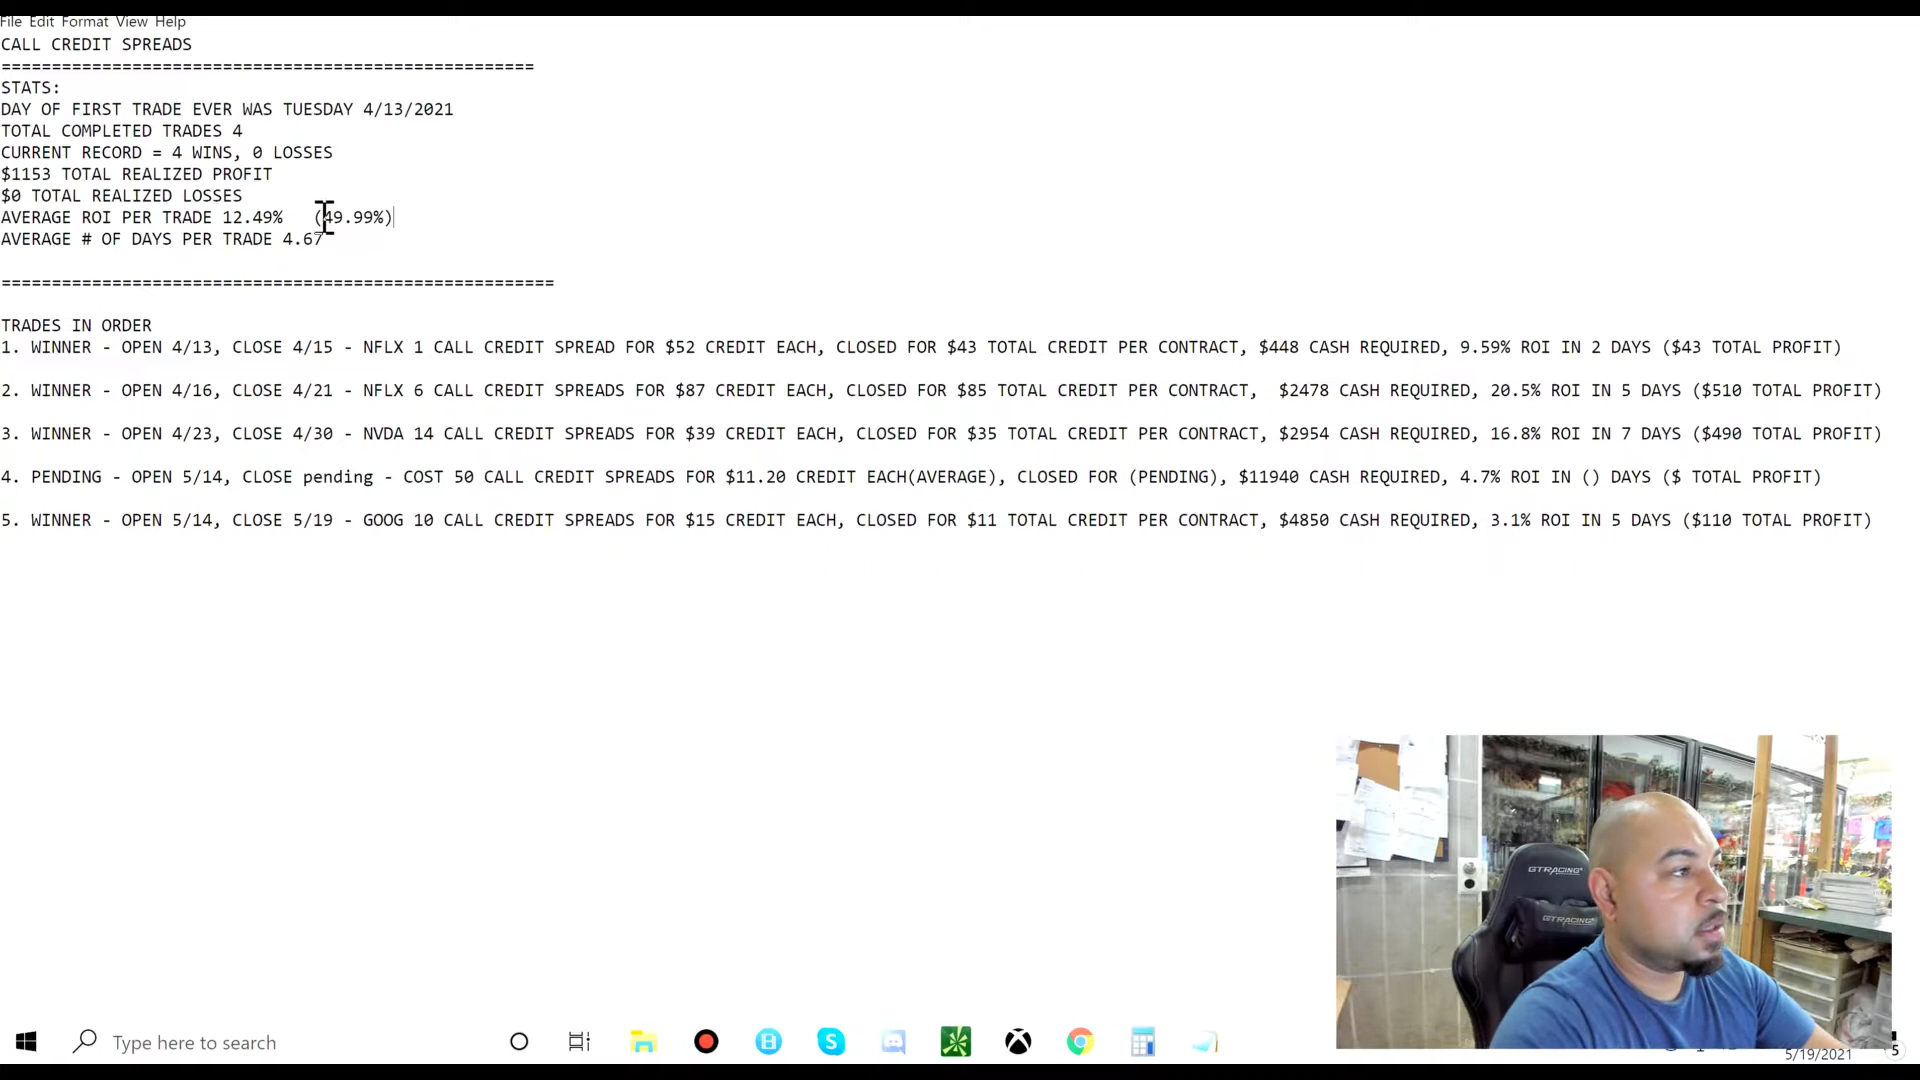 File Edit Format View Help
CALL CREDIT SPREADS
=====================================================
STATS:
DAY OF FIRST TRADE EVER WAS TUESDAY 4/13/2021
TOTAL COMPLETED TRADES 4
CURRENT RECORD = 4 WINS, 0 LOSSES
$1153 TOTAL REALIZED PROFIT
$0 TOTAL REALIZED LOSSES
AVERAGE ROI PER TRADE 12.49%   (49.99%)
AVERAGE # OF DAYS PER TRADE 4.67
=======================================================
TRADES IN ORDER
1. WINNER - OPEN 4/13, CLOSE 4/15 - NFLX 1 CALL CREDIT SPREAD FOR $52 CREDIT EACH, CLOSED FOR $43 TOTAL CREDIT PER CONTRACT, $448 CASH REQUIRED, 9.59% ROI IN 2 DAYS ($43 TOTAL PROFIT)
2. WINNER - OPEN 4/16, CLOSE 4/21 - NFLX 6 CALL CREDIT SPREADS FOR $87 CREDIT EACH, CLOSED FOR $85 TOTAL CREDIT PER CONTRACT,  $2478 CASH REQUIRED, 20.5% ROI IN 5 DAYS ($510 TOTAL PROFIT)
3. WINNER - OPEN 4/23, CLOSE 4/30 - NVDA 14 CALL CREDIT SPREADS FOR $39 CREDIT EACH, CLOSED FOR $35 TOTAL CREDIT PER CONTRACT, $2954 CASH REQUIRED, 16.8% ROI IN 7 DAYS ($490 TOTAL PROFIT)
4. PENDING - OPEN 5/14, CLOSE pending - COST 50 CALL CREDIT SPREADS FOR $11.20 CREDIT EACH(AVERAGE), CLOSED FOR (PENDING), $11940 CASH REQUIRED, 4.7% ROI IN () DAYS ($ TOTAL PROFIT)
5. WINNER - OPEN 5/14, CLOSE 5/19 - GOOG 10 CALL CREDIT SPREADS FOR $15 CREDIT EACH, CLOSED FOR $11 TOTAL CREDIT PER CONTRACT, $4850 CASH REQUIRED, 3.1% ROI IN 5 DAYS ($110 TOTAL PROFIT)
GTRACING
GTRACING
Type here to search
5/19/2021
5